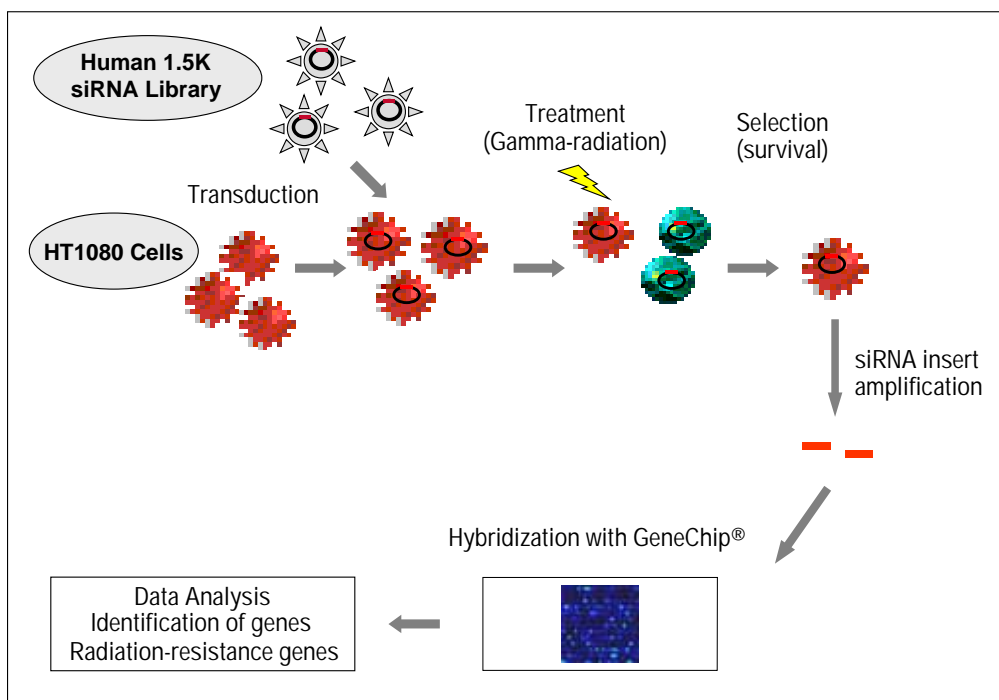 Human 1.5K
siRNA Library
Treatment
(Gamma-radiation)
Selection
(survival)
Transduction
HT1080 Cells
siRNA insert
amplification
Hybridization with GeneChip®
Data Analysis
Identification of genes
Radiation-resistance genes